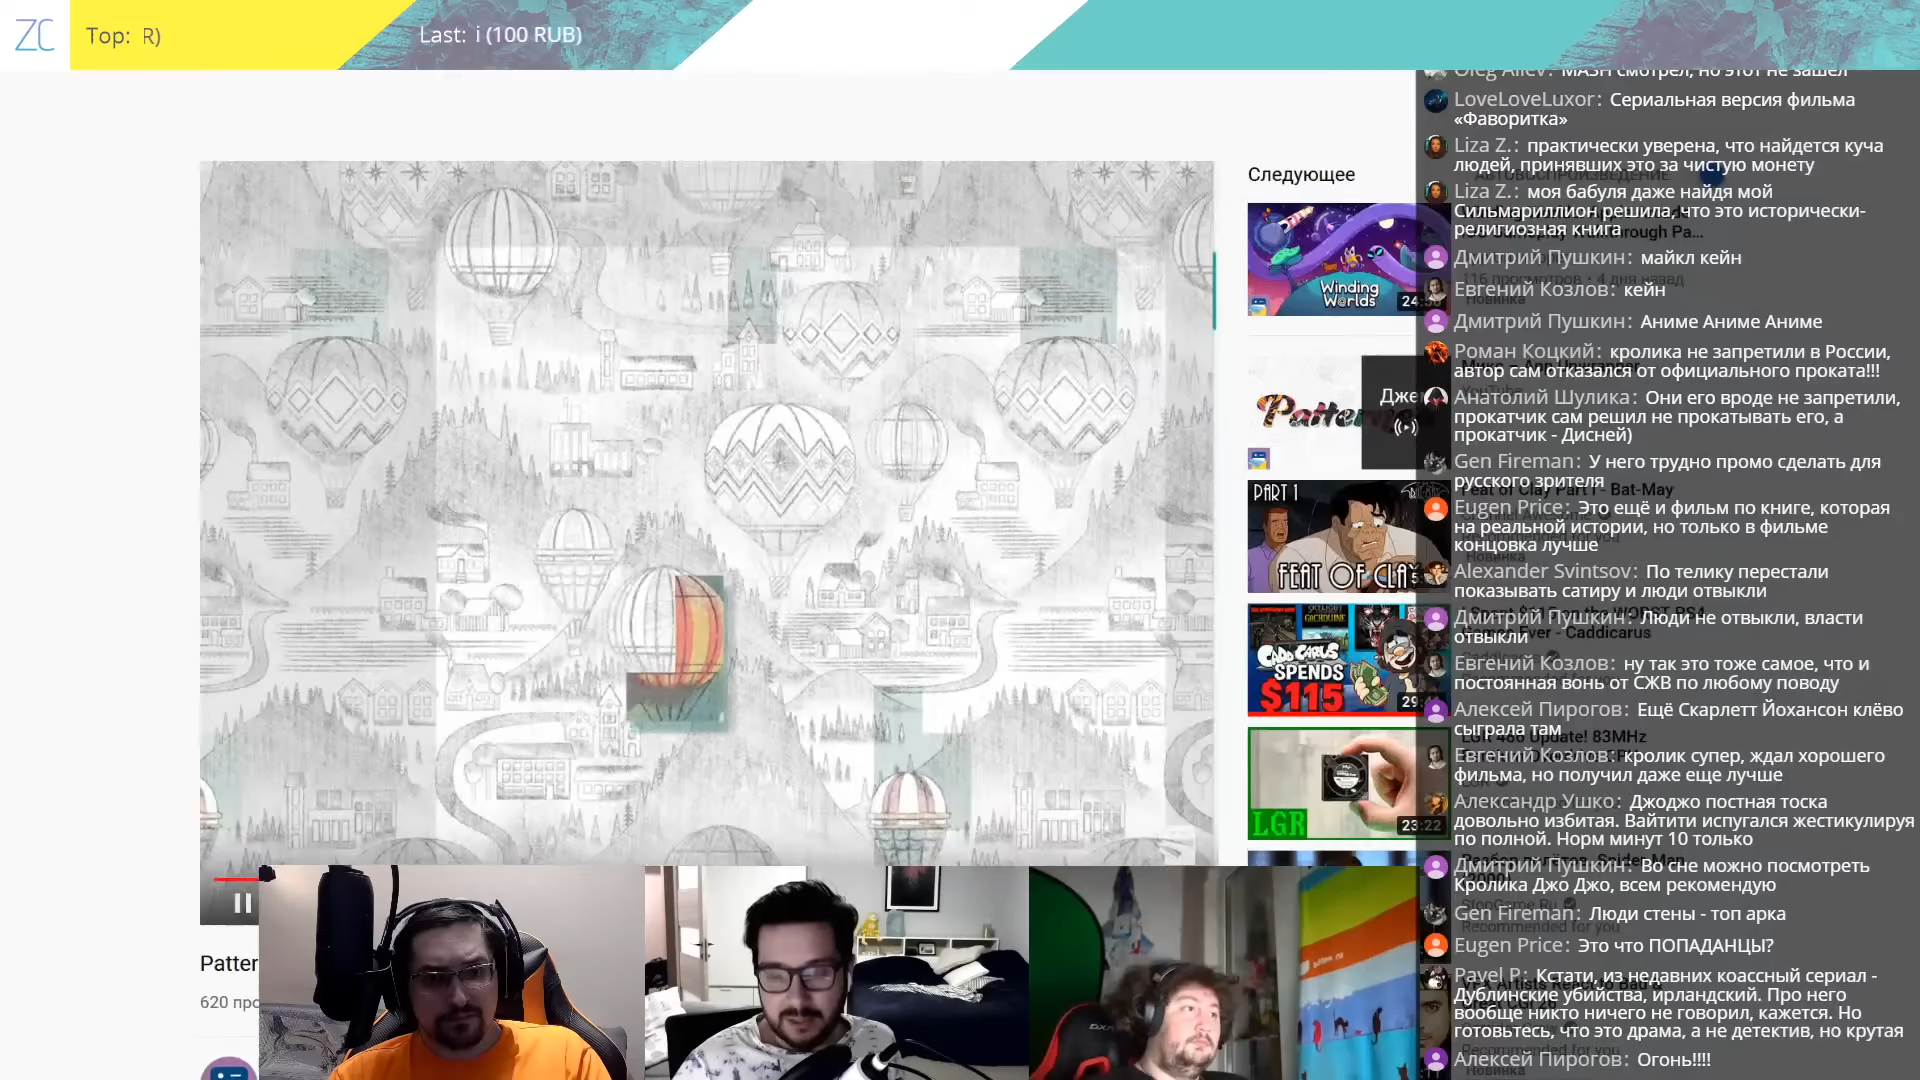 ZC
Top: R)
Last: i (100 RUB)
Следующее
Winding
Worlds
PART 1
FEAT OF CLAY
CADDICARUS
SPENDS
$115
LGR
23:22
Patter
LoveLoveLuxor: Сериальная версия фильма
«Фаворитка»
Liza Z.: практически уверена, что найдется куча
людей, принявших это за чистую монету
Liza Z.: моя бабуля даже найдя мой
Сильмариллион решила, что это исторически-
религиозная книга
Дмитрий Пушкин: майкл кейн
Евгений Козлов: кейн
Дмитрий Пушкин: Аниме Аниме Аниме
Роман Коцкий: кролика не запретили в России,
автор сам отказался от официального проката!!!
Анатолий Шулика: Они его вроде не запретили,
прокатчик сам решил не прокатывать его, а
прокатчик - Дисней)
Gen Fireman: У него трудно промо сделать для
русского зрителя
Eugen Price: Это ещё и фильм по книге, которая
на реальной истории, но только в фильме
концовка лучше
Alexander Svintsov: По телику перестали
показывать сатиру и люди отвыкли
Дмитрий Пушкин: Люди не отвыкли, власти
отвыкли
Евгений Козлов: ну так это тоже самое, что и
постоянная вонь от СЖВ по любому поводу
Алексей Пирогов: Ещё Скарлетт Йохансон клёво
сыграла там
Евгений Козлов: кролик супер, ждал хорошего
фильма, но получил даже еще лучше
Александр Ушко: Джоджо постная тоска
довольно избитая. Вайтити испугался жестикулируя
по полной. Норм минут 10 только
Дмитрий Пушкин: Во сне можно посмотреть
Кролика Джо Джо, всем рекомендую
Gen Fireman: Люди стены - топ арка
Eugen Price: Это что ПОПАДАНЦЫ?
Pavel P: Кстати, из недавних коассный сериал -
Дублинские убийства, ирландский. Про него
вообще никто ничего не говорил, кажется. Но
готовьтесь, что это драма, а не детектив, но крутая
Алексей Пирогов: Огонь!!!!